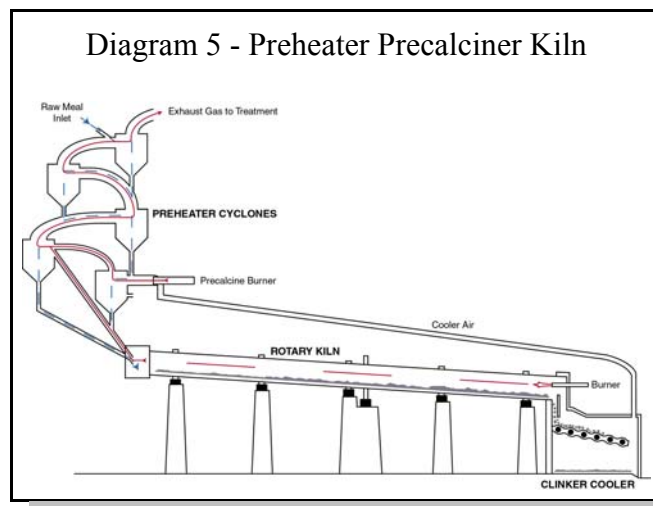 Diagram 5 - Preheater Precalciner Kiln
Raw Meal
Inlet
Exhaust Gas to Treatment
PREHEATER CYCLONES
Precalcine Burner
Cooler Air
ROTARY KILN
Burner
CLINKER COOLER